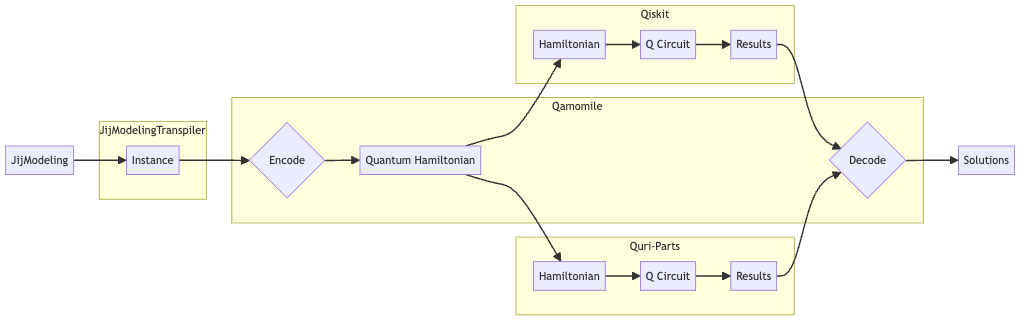 Qiskit
Hamiltonian
Q Circuit
Results
Qamomile
JijModelingTranspiler
JijModeling
Instance
Encode
Quantum Hamiltonian
Decode
Solutions
Quri-Parts
Hamiltonian
Q Circuit
Results